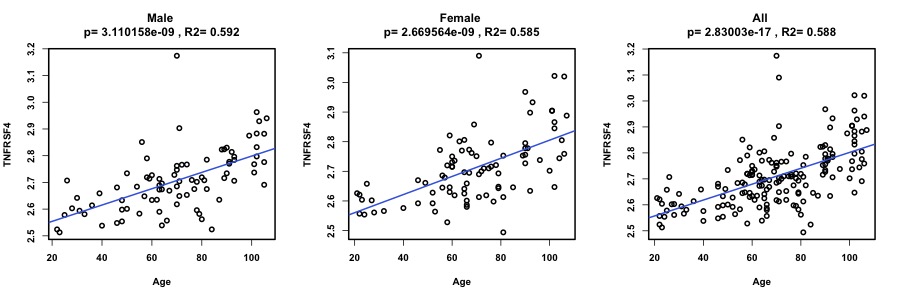 Male
p= 3.110158e-09 , R2= 0.592
TNFRSF4
3.2
3.1
3.0
2.9
2.8
2.7
2.6
2.5
20 40 60 80 100
Age
Female
p= 2.669564e-09 , R2= 0.585
TNFRSF4
3.1
3.0
2.9
2.8
2.7
2.6
2.5
20 40 60 80 100
Age
All
p= 2.83003e-17 , R2= 0.588
TNFRSF4
3.2
3.1
3.0
2.9
2.8
2.7
2.6
2.5
20 40 60 80 100
Age